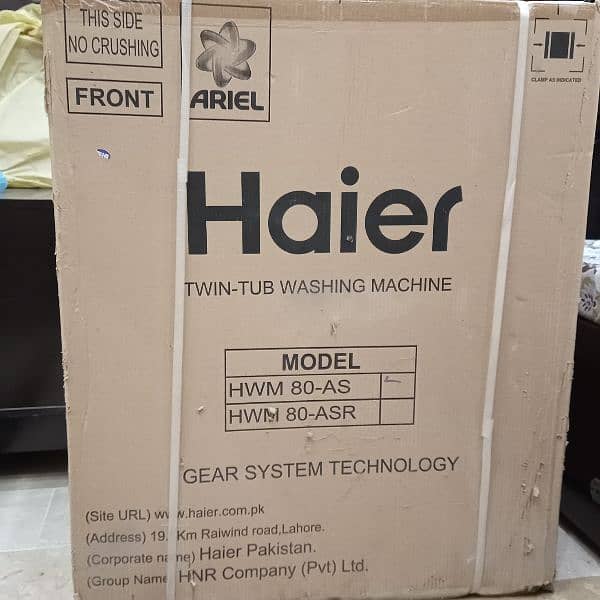 THIS SIDE
NO CRUSHING
FRONT
ARIEL
CLAMP AS INDICATED
Haier
TWIN-TUB WASHING MACHINE
MODEL
HWM 80-AS
HWM 80-ASR
GEAR SYSTEM TECHNOLOGY
(Site URL) www.haier.com.pk
(Address) Km Raiwind road,Lahore.
(Corporate name) Haier Pakistan.
(Group Name HNR Company (Pvt) Ltd.